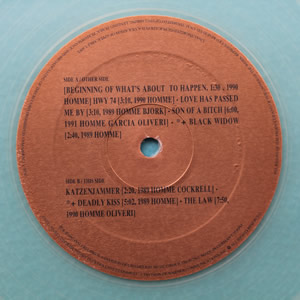 SIDE A / OTHER SIDE
[BEGINNING OF WHAT'S ABOUT TO HAPPEN, 1:30 - 1990
HOMME] HWY 74 [3:10, 1990 HOMME] - LOVE HAS PASSED
ME BY [3:10, 1989 HOMME BJORK] - SON OF A BITCH [6:00,
1991 HOMME GARCIA OLIVERI] - *+ BLACK WIDOW
[2:40, 1989 HOMME]
SIDE B / THIS SIDE
KATZENJAMMER [2:20, 1989 HOMME COCKRELL] -
*+ DEADLY KISS [5:02, 1989 HOMME] - THE LAW [7:50,
1990 HOMME OLIVERI]